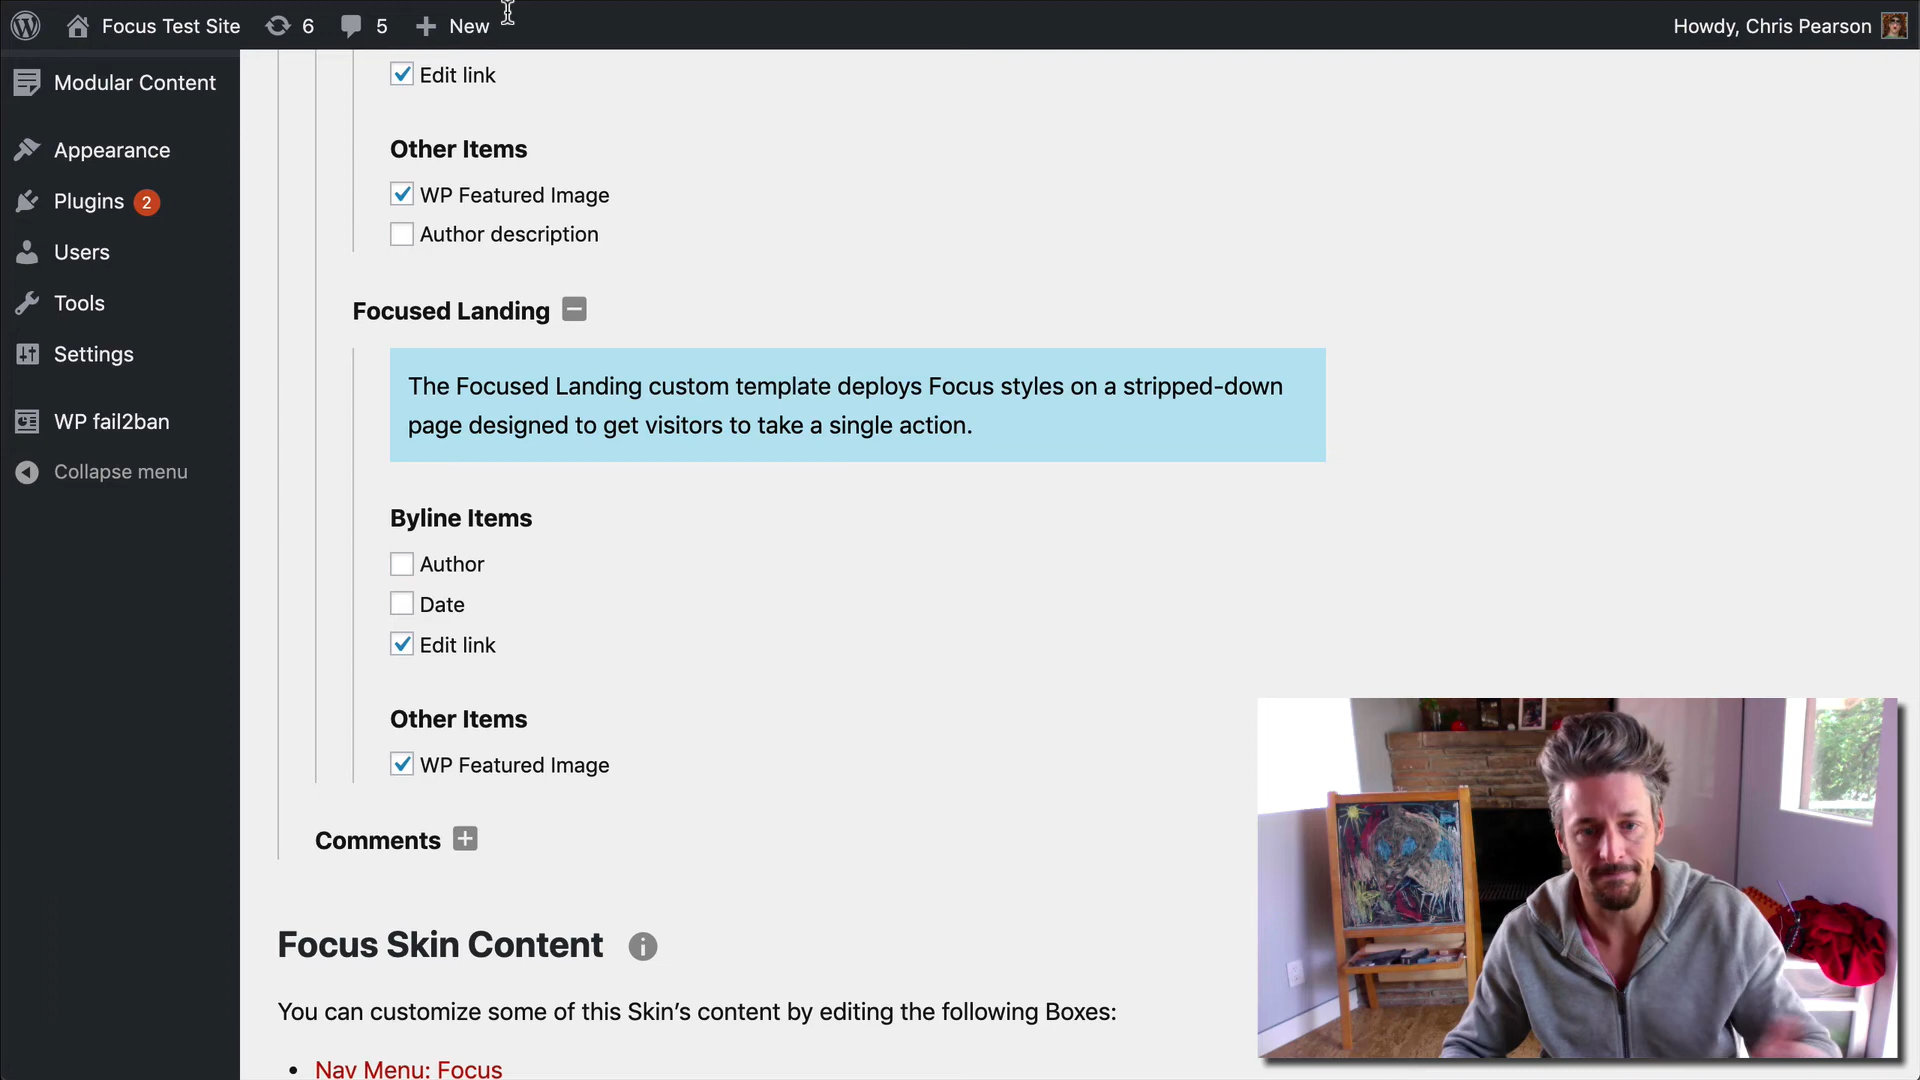 Focus Test Site 6 5 New Howdy, Chris Pearson
Modular Content
Appearance
Plugins 2
Users
Tools
Settings
WP fail2ban
Collapse menu
Edit link
Other Items
WP Featured Image
Author description
Focused Landing
The Focused Landing custom template deploys Focus styles on a stripped-down
page designed to get visitors to take a single action.
Byline Items
Author
Date
Edit link
Other Items
WP Featured Image
Comments
Focus Skin Content
You can customize some of this Skin’s content by editing the following Boxes:
• Nav Menu: Focus